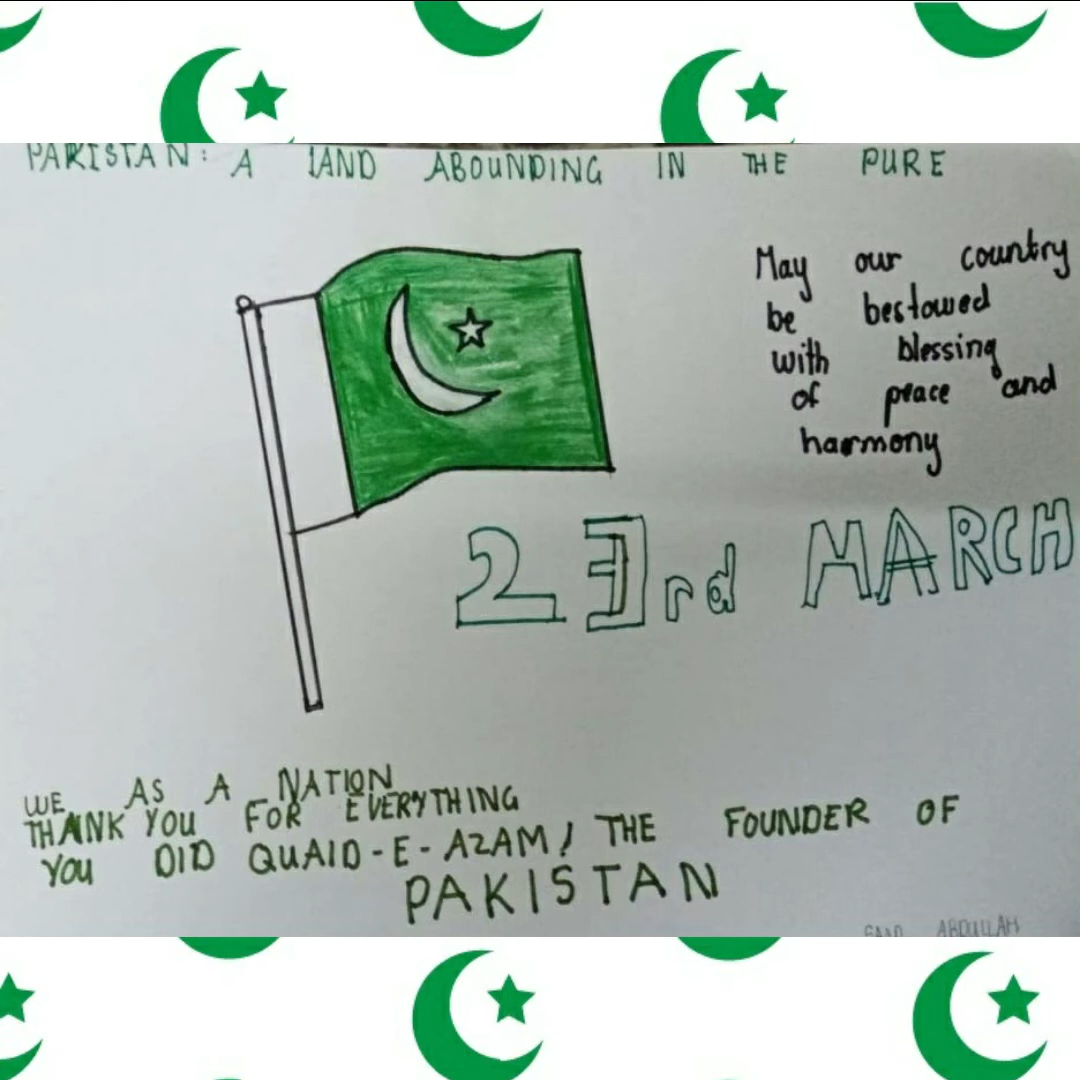 PAKISTAN: A LAND ABOUNDING IN THE PURE
May our country
be bestowed
with blessing
of peace and
harmony
23rd MARCH
WE AS A NATION
THANK YOU FOR EVERYTHING
YOU DID QUAID-E-AZAM! THE FOUNDER OF
PAKISTAN
ABDULLAH